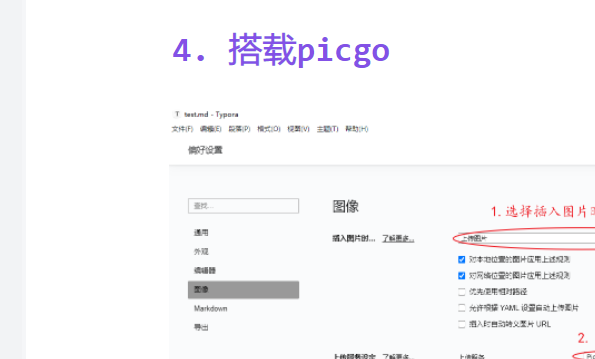 4. 搭载picgo
test.md - Typora
文件(F) 编辑(E) 段落(P) 格式(O) 视图(V) 主题(T) 帮助(H)
偏好设置
查找...
图像
1. 选择插入图片时
通用
插入图片时... 了解更多...
上传图片
外观
对本地位置的图片应用上述规则
编辑器
对网络位置的图片应用上述规则
图像
优先使用相对路径
Markdown
允许根据 YAML 设置自动上传图片
导出
插入时自动转义图片 URL
2.
上传服务设定 了解更多...
上传服务